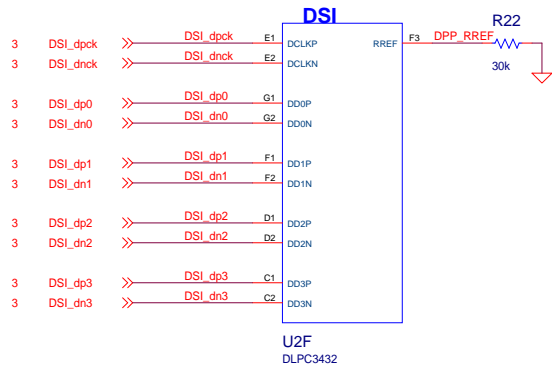 DSI
R22
3 DSI_dpck DSI_dpck E1 DCLKP RREF F3 DPP_RREF
3 DSI_dnck DSI_dnck E2 DCLKN 30k
3 DSI_dp0 DSI_dp0 G1 DD0P
3 DSI_dn0 DSI_dn0 G2 DD0N
3 DSI_dp1 DSI_dp1 F1 DD1P
3 DSI_dn1 DSI_dn1 F2 DD1N
3 DSI_dp2 DSI_dp2 D1 DD2P
3 DSI_dn2 DSI_dn2 D2 DD2N
3 DSI_dp3 DSI_dp3 C1 DD3P
3 DSI_dn3 DSI_dn3 C2 DD3N
U2F
DLPC3432